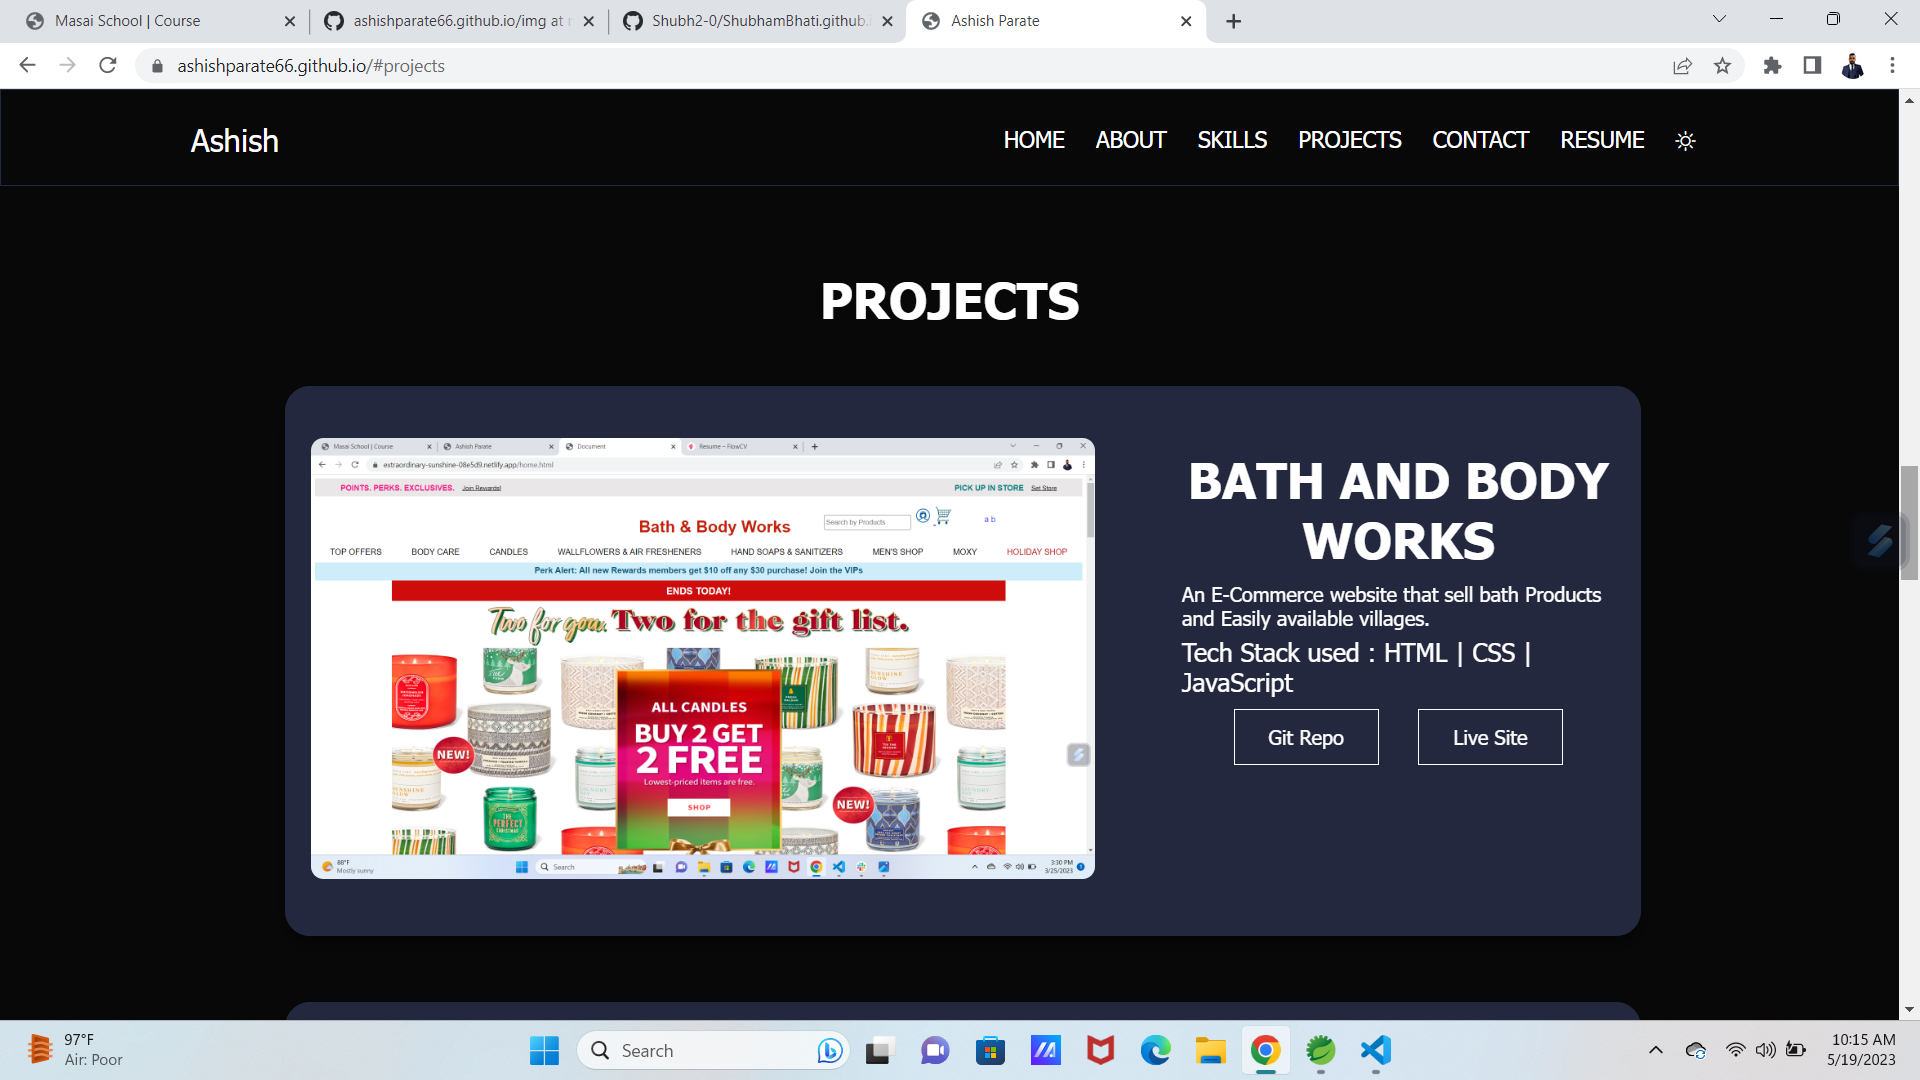 Masai School | Course
ashishparate66.github.io/img at
Shubh2-0/ShubhamBhati.github.
Ashish Parate
ashishparate66.github.io/#projects
Ashish
HOME ABOUT SKILLS PROJECTS CONTACT RESUME
PROJECTS
Masai School | Course
Ashish Parate
Document
Resume – FlowCV
extraordinary-sunshine-08e5d9.netlify.app/home.html
POINTS. PERKS. EXCLUSIVES. Join Rewards!
PICK UP IN STORE Set Store
Bath & Body Works
Search by Products
a b
TOP OFFERS BODY CARE CANDLES WALLFLOWERS & AIR FRESHENERS HAND SOAPS & SANITIZERS MEN'S SHOP MOXY HOLIDAY SHOP
Perk Alert: All new Rewards members get $10 off any $30 purchase! Join the VIPs
ENDS TODAY!
Two for you. Two for the gift list.
ALL CANDLES
BUY 2 GET
2 FREE
Lowest-priced items are free.
SHOP
NEW!
NEW!
THE
PERFECT
CHRISTMAS
SUNSHINE
GLOW
88°F
Mostly sunny
Search
3:30 PM
3/25/2023
BATH AND BODY
WORKS
An E-Commerce website that sell bath Products
and Easily available villages.
Tech Stack used : HTML | CSS |
JavaScript
Git Repo
Live Site
97°F
Air: Poor
Search
10:15 AM
5/19/2023